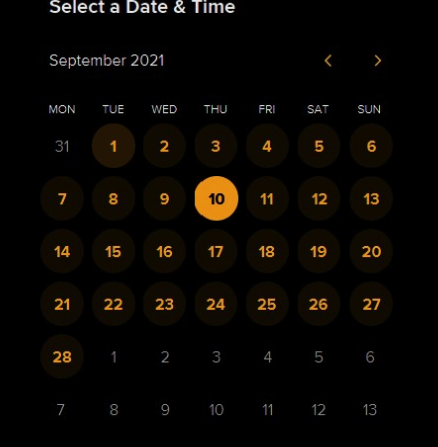 Select a Date & Time
September 2021
MON TUE WED THU FRI SAT SUN
31 1 2 3 4 5 6
7 8 9 10 11 12 13
14 15 16 17 18 19 20
21 22 23 24 25 26 27
28 1 2 3 4 5 6
7 8 9 10 11 12 13